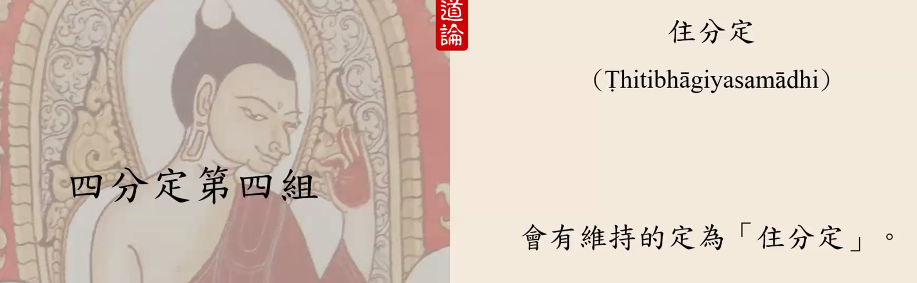 四分定第四組
道論
住分定
（Ṭhitibhāgiyasamādhi）
會有維持的定為「住分定」。